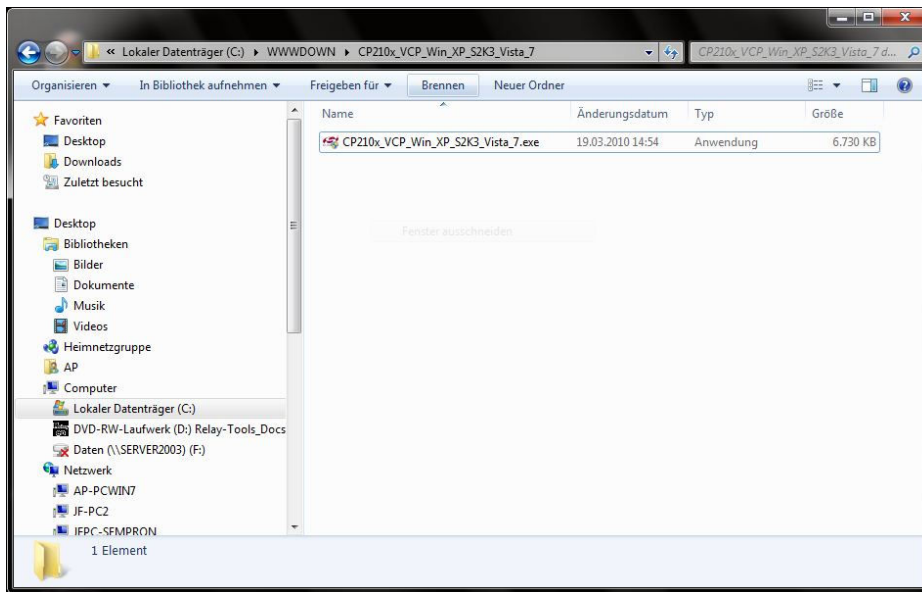 « Lokaler Datenträger (C:) ▸ WWWDOWN ▸ CP210x_VCP_Win_XP_S2K3_Vista_7
CP210x_VCP_Win_XP_S2K3_Vista_7 d...
Organisieren In Bibliothek aufnehmen Freigeben für Brennen Neuer Ordner
Favoriten
Desktop
Downloads
Zuletzt besucht
Desktop
Bibliotheken
Bilder
Dokumente
Musik
Videos
Heimnetzgruppe
AP
Computer
Lokaler Datenträger (C:)
DVD-RW-Laufwerk (D:) Relay-Tools_Docs
Daten (\\SERVER2003) (F:)
Netzwerk
AP-PCWIN7
JF-PC2
JFPC-SEMPRON
Name Änderungsdatum Typ Größe
CP210x_VCP_Win_XP_S2K3_Vista_7.exe 19.03.2010 14:54 Anwendung 6.730 KB
Fenster ausschneiden
1 Element